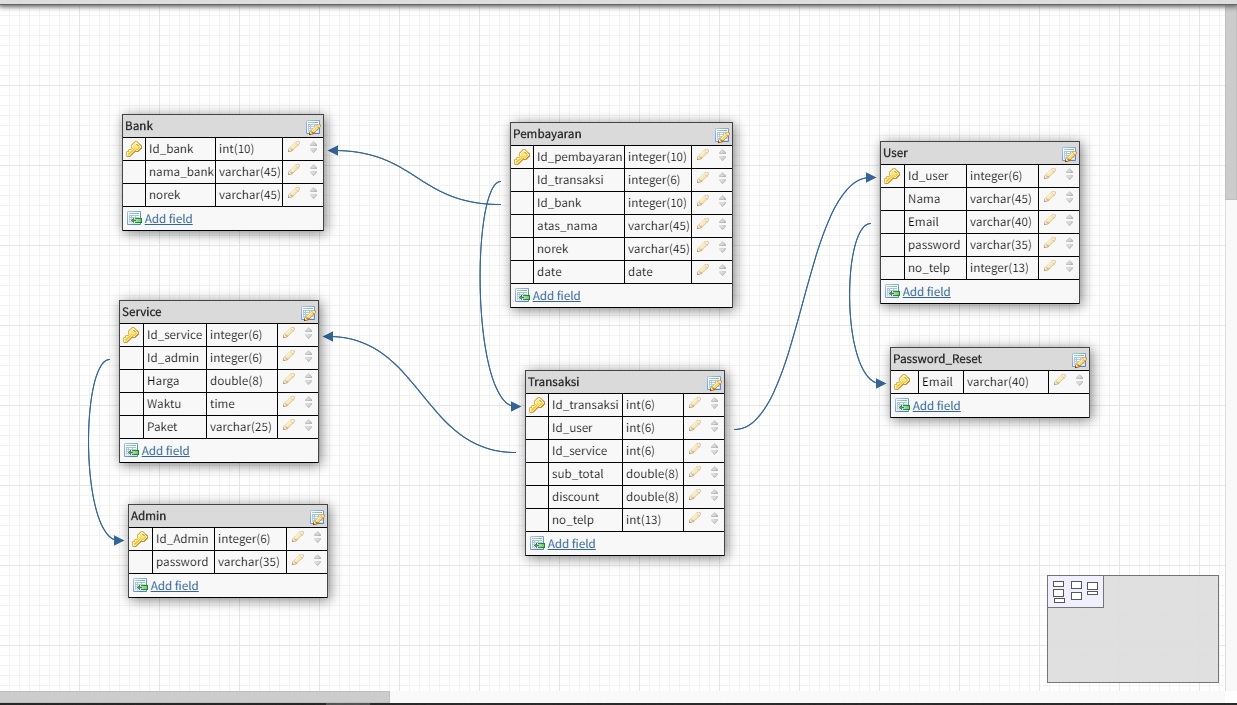 Bank
Id_bank int(10)
nama_bank varchar(45)
norek varchar(45)
Add field
Pembayaran
Id_pembayaran integer(10)
Id_transaksi integer(6)
Id_bank integer(10)
atas_nama varchar(45)
norek varchar(45)
date date
Add field
User
Id_user integer(6)
Nama varchar(45)
Email varchar(40)
password varchar(35)
no_telp integer(13)
Add field
Service
Id_service integer(6)
Id_admin integer(6)
Harga double(8)
Waktu time
Paket varchar(25)
Add field
Transaksi
Id_transaksi int(6)
Id_user int(6)
Id_service int(6)
sub_total double(8)
discount double(8)
no_telp int(13)
Add field
Password_Reset
Email varchar(40)
Add field
Admin
Id_Admin integer(6)
password varchar(35)
Add field